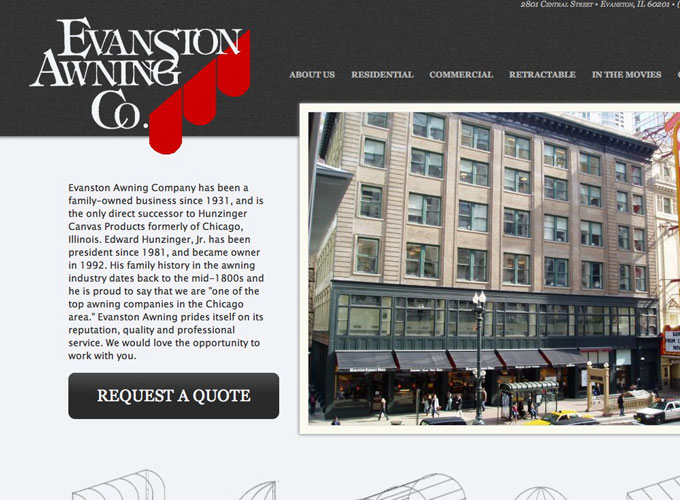 2801 Central Street • Evanston, IL 60201 • (
Evanston
Awning
Co.
ABOUT US RESIDENTIAL COMMERCIAL RETRACTABLE IN THE MOVIES
Evanston Awning Company has been a
family-owned business since 1931, and is
the only direct successor to Hunzinger
Canvas Products formerly of Chicago,
Illinois. Edward Hunzinger, Jr. has been
president since 1981, and became owner
in 1992. His family history in the awning
industry dates back to the mid-1800s and
he is proud to say that we are "one of the
top awning companies in the Chicago
area." Evanston Awning prides itself on its
reputation, quality and professional
service. We would love the opportunity to
work with you.
REQUEST A QUOTE